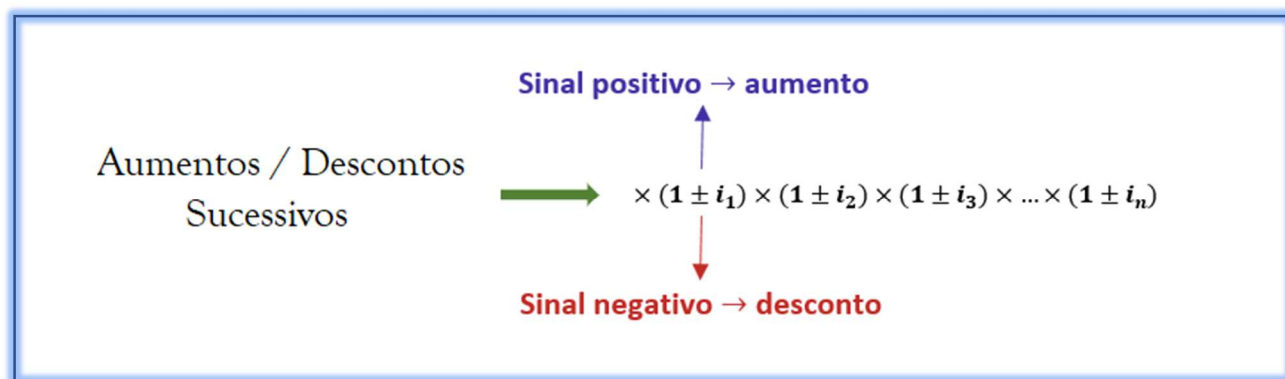 Sinal positivo → aumento
Aumentos / Descontos
Sucessivos
× (1 ± i₁) × (1 ± i₂) × (1 ± i₃) × ... × (1 ± iₙ)
Sinal negativo → desconto